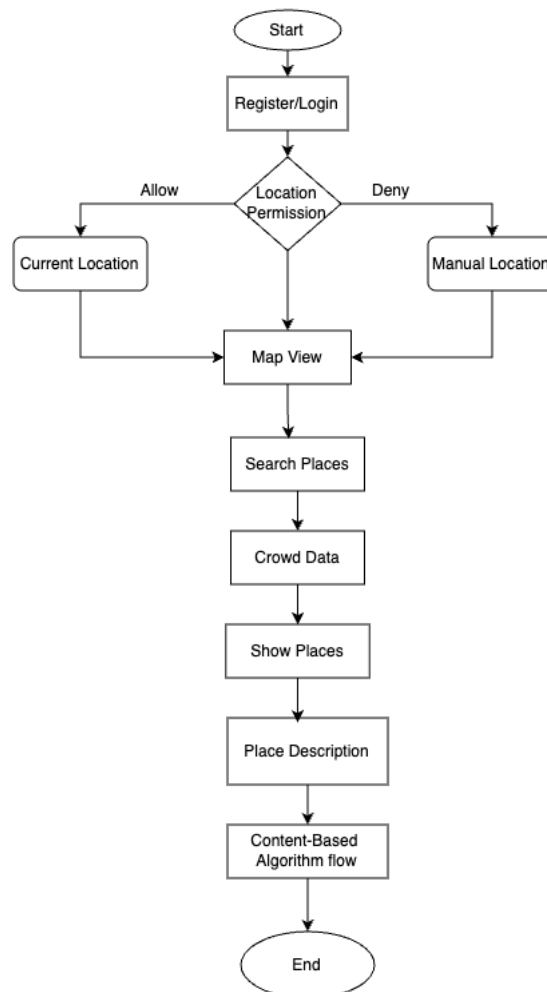 Start
Register/Login
Allow
Location
Permission
Deny
Current Location
Manual Location
Map View
Search Places
Crowd Data
Show Places
Place Description
Content-Based
Algorithm flow
End